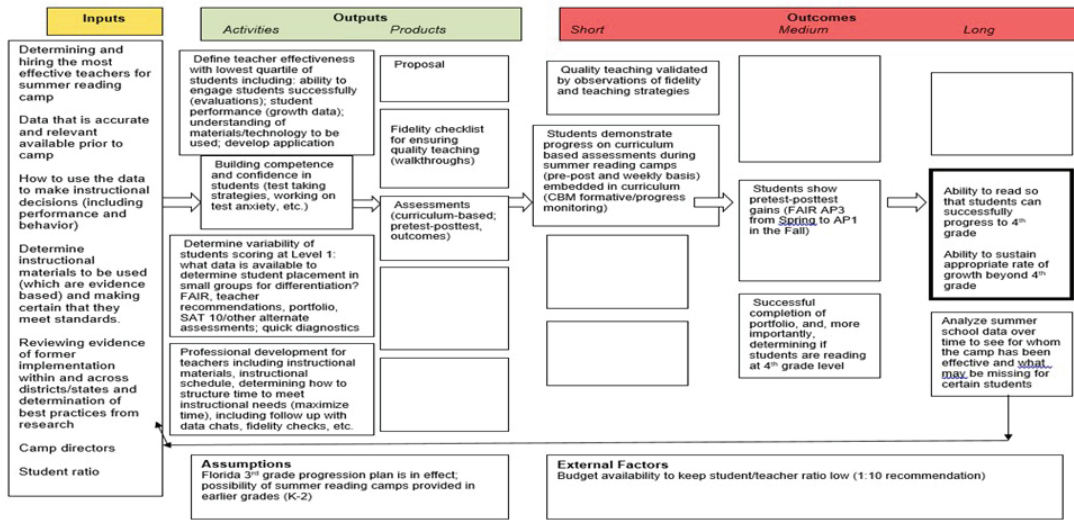 Inputs
Outputs
Activities
Products
Outcomes
Short
Medium
Long
Determining and
hiring the most
effective teachers for
summer reading
camp
Data that is accurate
and relevant
available prior to
camp
How to use the data
to make instructional
decisions (including
performance and
behavior)
Determine
instructional
materials to be used
(which are evidence
based) and making
certain that they
meet standards.
Reviewing evidence
of former
implementation
within and across
districts/states and
determination of
best practices from
research
Camp directors
Student ratio
Define teacher effectiveness
with lowest quartile of
students including: ability to
engage students successfully
(evaluations); student
performance (growth data);
understanding of
materials/technology to be
used; develop application
Building competence
and confidence in
students (test taking
strategies, working on
test anxiety, etc.)
Determine variability of
students scoring at Level 1:
what data is available to
determine student placement in
small groups for differentiation?
FAIR, teacher
recommendations, portfolio,
SAT 10/other alternate
assessments; quick diagnostics
Professional development for
teachers including instructional
materials, instructional
schedule, determining how to
structure time to meet
instructional needs (maximize
time), including follow up with
data chats, fidelity checks, etc.
Proposal
Fidelity checklist
for ensuring
quality teaching
(walkthroughs)
Assessments
(curriculum-based;
pretest-posttest,
outcomes)
Quality teaching validated
by observations of fidelity
and teaching strategies
Students demonstrate
progress on curriculum
based assessments during
summer reading camps
(pre-post and weekly basis)
embedded in curriculum
(CBM formative/progress
monitoring)
Students show
pretest-posttest
gains (FAIR AP3
from Spring to AP1
in the Fall)
Successful
completion of
portfolio, and, more
importantly,
determining if
students are reading
at 4th grade level
Ability to read so
that students can
successfully
progress to 4th
grade
Ability to sustain
appropriate rate of
growth beyond 4th
grade
Analyze summer
school data over
time to see for whom
the camp has been
effective and what
may be missing for
certain students
Assumptions
Florida 3rd grade progression plan is in effect;
possibility of summer reading camps provided in
earlier grades (K-2)
External Factors
Budget availability to keep student/teacher ratio low (1:10 recommendation)